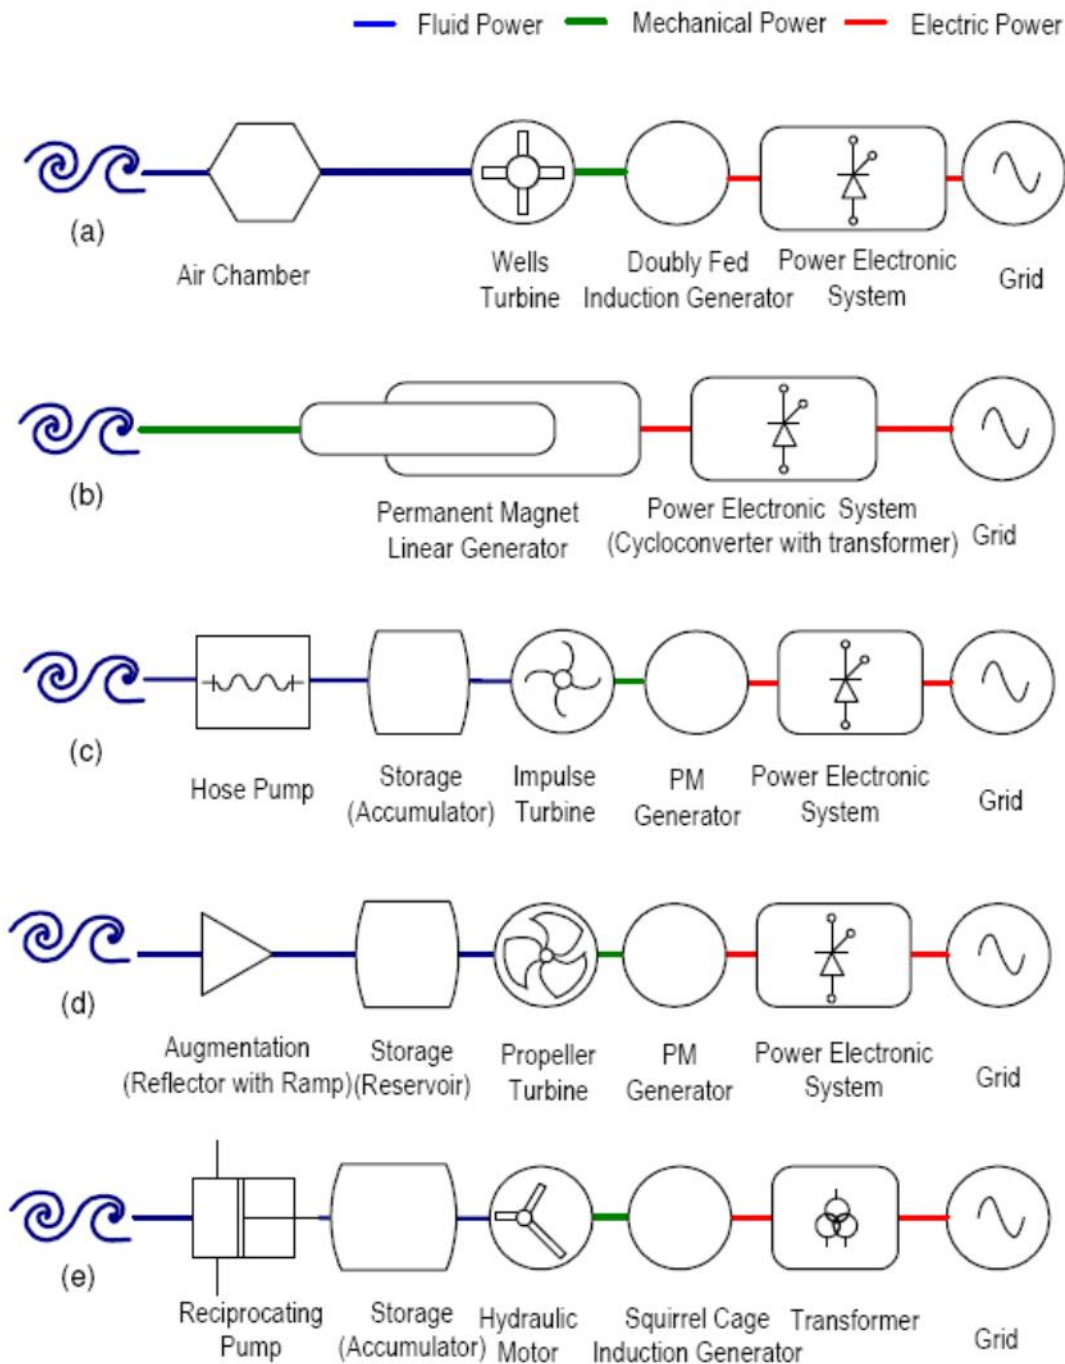 Fluid Power Mechanical Power Electric Power
(a)
Air Chamber
Wells
Turbine
Doubly Fed
Induction Generator
Power Electronic
System
Grid
(b)
Permanent Magnet
Linear Generator
Power Electronic System
(Cycloconverter with transformer)
Grid
(c)
Hose Pump
Storage
(Accumulator)
Impulse
Turbine
PM
Generator
Power Electronic
System
Grid
(d)
Augmentation
(Reflector with Ramp)
Storage
(Reservoir)
Propeller
Turbine
PM
Generator
Power Electronic
System
Grid
(e)
Reciprocating
Pump
Storage
(Accumulator)
Hydraulic
Motor
Squirrel Cage
Induction Generator
Transformer
Grid